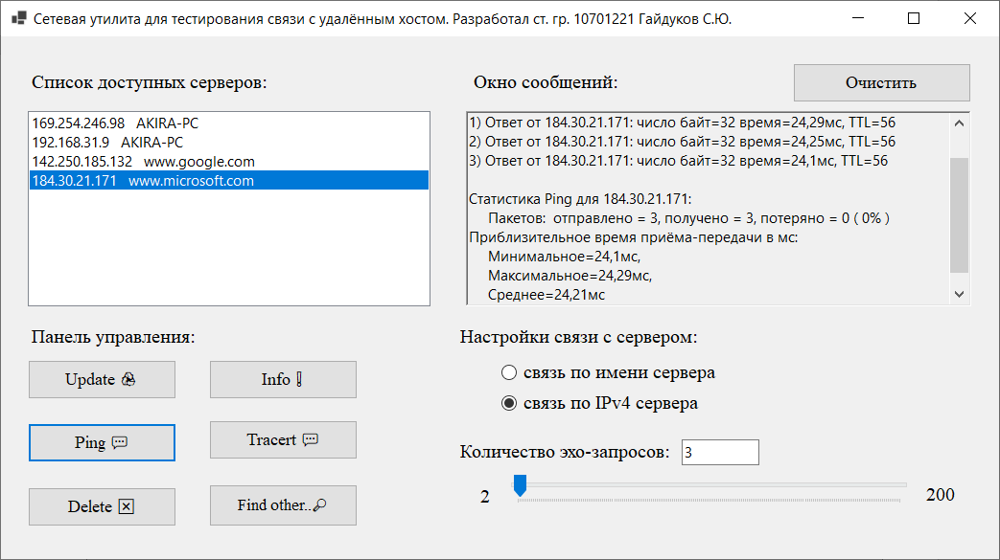 Сетевая утилита для тестирования связи с удалённым хостом. Разработал ст. гр. 10701221 Гайдуков С.Ю.
Список доступных серверов:
169.254.246.98 AKIRA-PC
192.168.31.9 AKIRA-PC
142.250.185.132 www.google.com
184.30.21.171 www.microsoft.com
Окно сообщений:
Очистить
1) Ответ от 184.30.21.171: число байт=32 время=24,29мс, TTL=56
2) Ответ от 184.30.21.171: число байт=32 время=24,25мс, TTL=56
3) Ответ от 184.30.21.171: число байт=32 время=24,1мс, TTL=56
Статистика Ping для 184.30.21.171:
Пакетов: отправлено = 3, получено = 3, потеряно = 0 ( 0% )
Приблизительное время приёма-передачи в мс:
Минимальное=24,1мс,
Максимальное=24,29мс,
Среднее=24,21мс
Панель управления:
Update
Info
Ping
Tracert
Delete
Find other..
Настройки связи с сервером:
связь по имени сервера
связь по IPv4 сервера
Количество эхо-запросов: 3
2
200